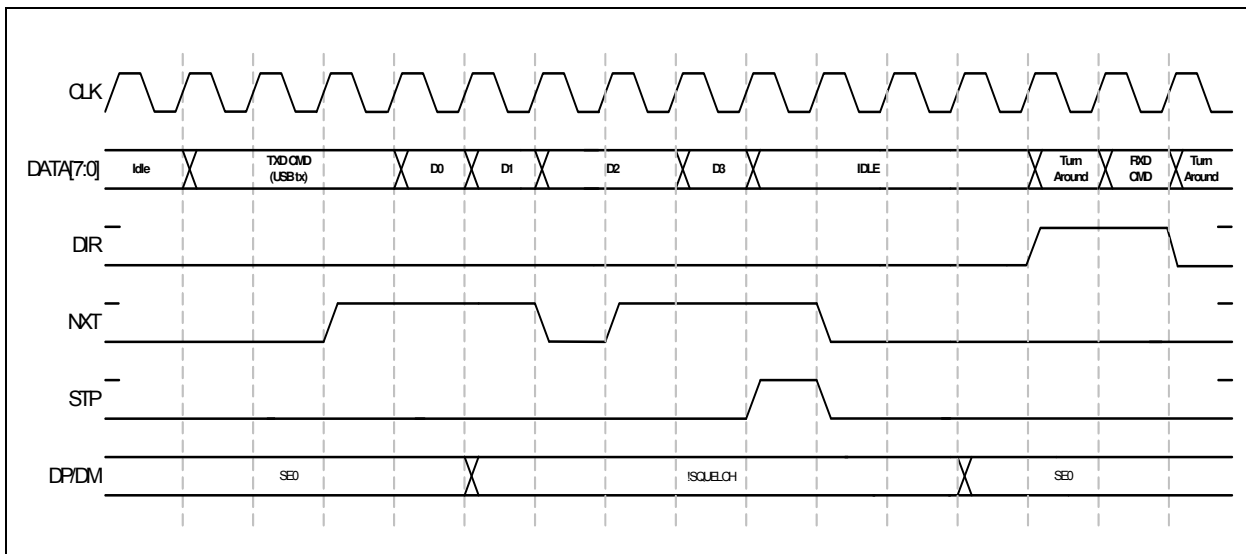 CLK
DATA[7:0]
Idle
TXD CMD
(USB tx)
D0
D1
D2
D3
IDLE
Turn
Around
RXD
CMD
Turn
Around
DIR
NXT
STP
DP/DM
SE0
!SQUELCH
SE0